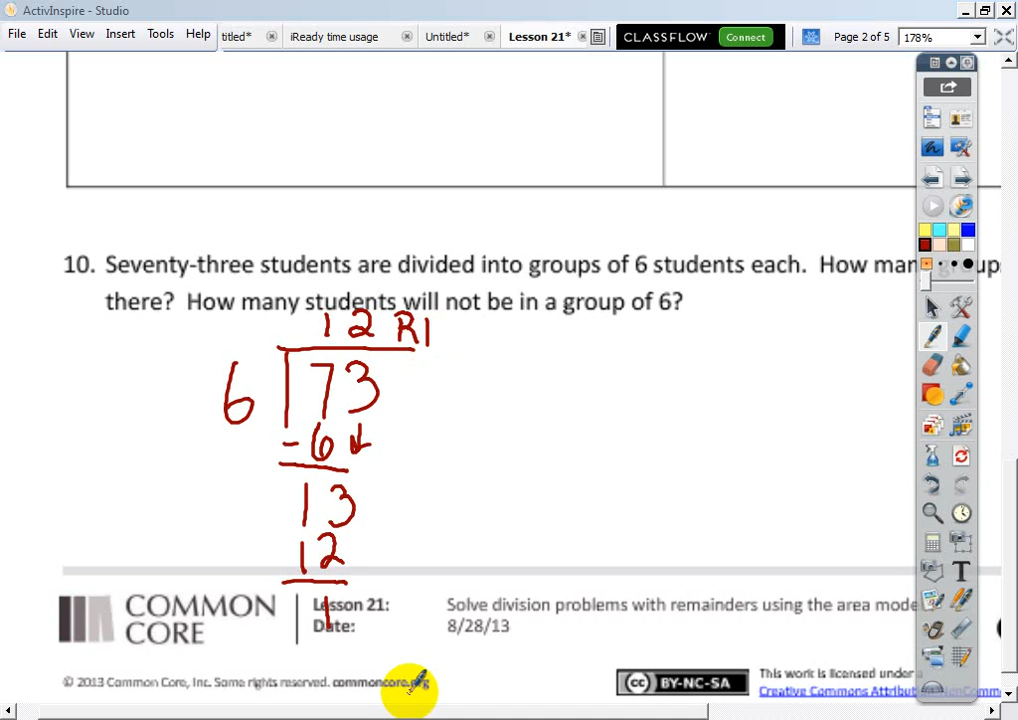 ActivInspire - Studio
File Edit View Insert Tools Help
titled* iReady time usage Untitled* Lesson 21* CLASSFLOW Connect Page 2 of 5 178%
10. Seventy-three students are divided into groups of 6 students each. How man group
there? How many students will not be in a group of 6?
12 R1
6 73
-6
13
12
1
COMMON
CORE
Lesson 21: Solve division problems with remainders using the area mode
Date: 8/28/13
© 2013 Common Core, Inc. Some rights reserved. commoncore.org
cc BY-NC-SA
This work is licensed under a
Creative Commons Attribut